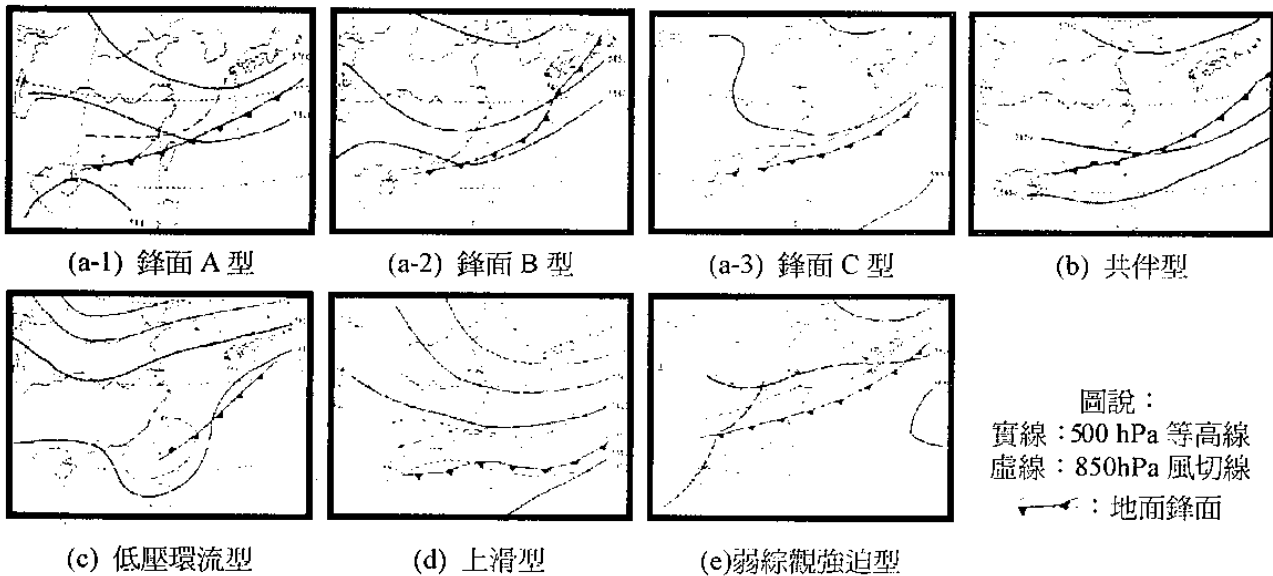 (a-1) 鋒面 A 型
(a-2) 鋒面 B 型
(a-3) 鋒面 C 型
(b) 共伴型
(c) 低壓環流型
(d) 上滑型
(e)弱綜觀強迫型
圖說：
實線：500 hPa 等高線
虛線：850hPa 風切線
：地面鋒面